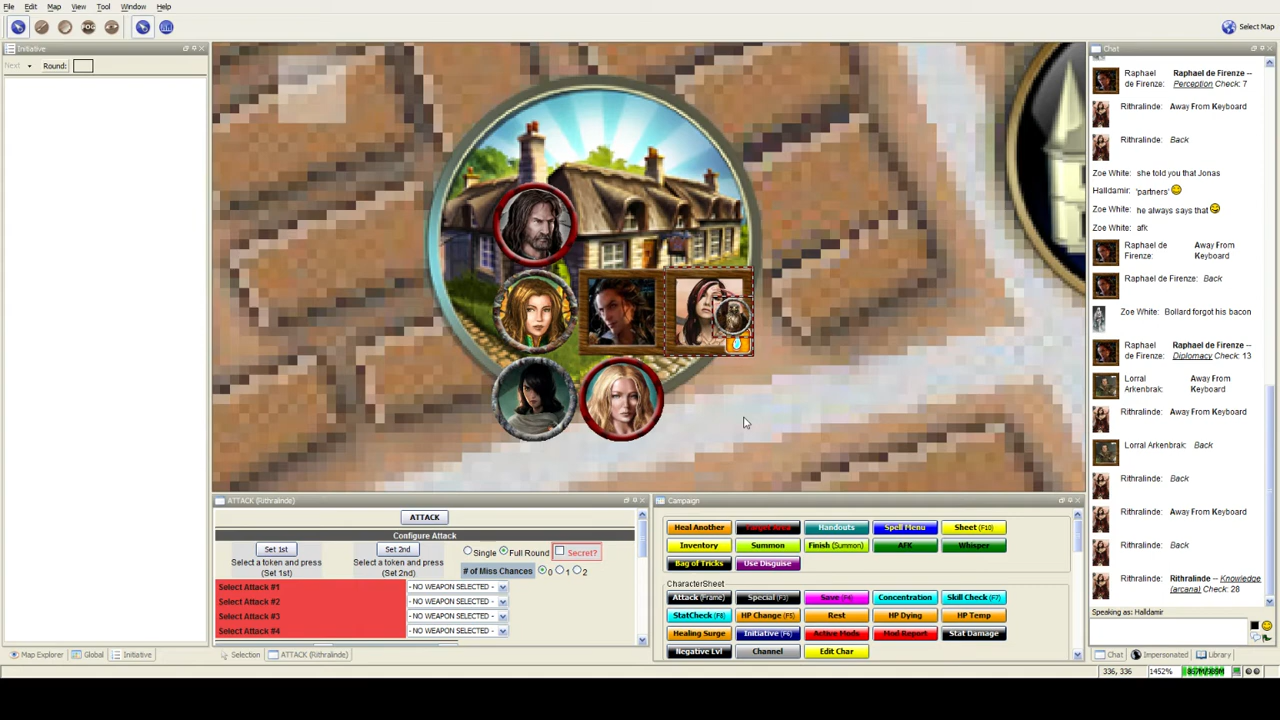 File Edit Map View Tool Window Help
FOG
Select Map
Initiative
Next Round:
Chat
Raphael de Firenze: Raphael de Firenze -- Perception Check: 7
Rithralinde: Away From Keyboard
Rithralinde: Back
Zoe White: she told you that Jonas
Halldamir: 'partners'
Zoe White: he always says that
Zoe White: afk
Raphael de Firenze: Away From Keyboard
Raphael de Firenze: Back
Zoe White: Bollard forgot his bacon
Raphael de Firenze: Raphael de Firenze -- Diplomacy Check: 13
Lorral Arkenbrak: Away From Keyboard
Rithralinde: Away From Keyboard
Lorral Arkenbrak: Back
Rithralinde: Back
Rithralinde: Away From Keyboard
Rithralinde: Back
Rithralinde: Rithralinde -- Knowledge (arcana) Check: 28
Speaking as: Halldamir
ATTACK (Rithralinde)
ATTACK
Configure Attack
Set 1st Set 2nd Single Full Round Secret?
Select a token and press (Set 1st) Select a token and press (Set 2nd) # of Miss Chances 0 1 2
Select Attack #1 - NO WEAPON SELECTED -
Select Attack #2 - NO WEAPON SELECTED -
Select Attack #3 - NO WEAPON SELECTED -
Select Attack #4 - NO WEAPON SELECTED -
Campaign
Heal Another Handouts Spell Menu Sheet (F10)
Inventory Summon Finish (Summon) AFK Whisper
Bag of Tricks Use Disguise
CharacterSheet
Attack (Frame) Special (F3) Save (F4) Concentration Skill Check (F7)
StatCheck (F8) HP Change (F5) Rest HP Dying HP Temp
Healing Surge Initiative (F6) Active Mods Mod Report Stat Damage
Negative Lvl Channel Edit Char
Map Explorer Global Initiative Selection ATTACK (Rithralinde) Chat Impersonated Library
336, 336 1452%